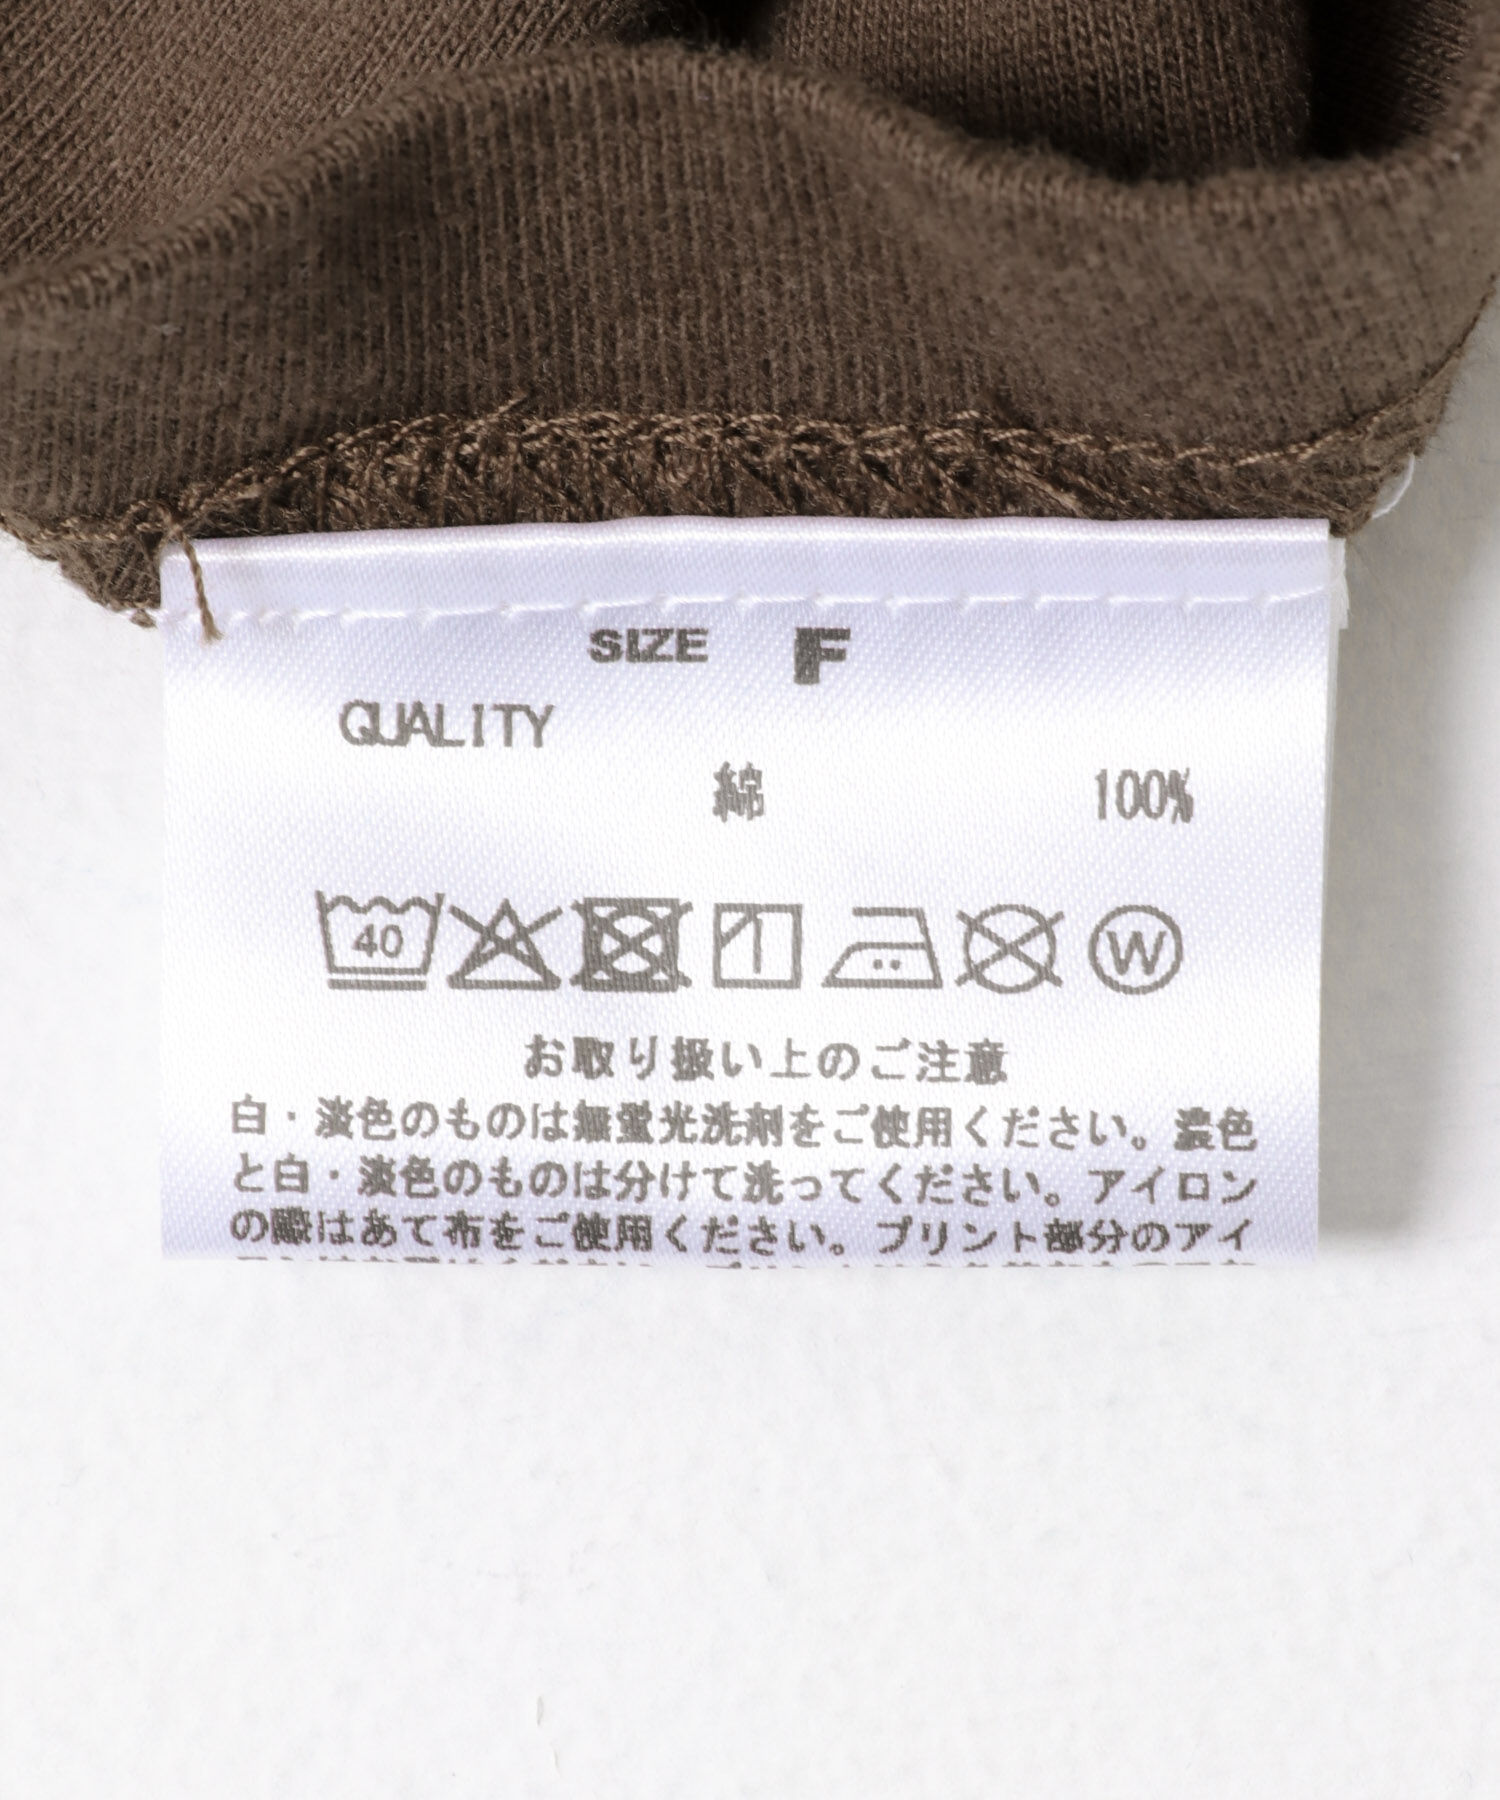 SIZE F
QUALITY
綿 100%
40
W
お取り扱い上のご注意
白・淡色のものは無蛍光洗剤をご使用ください。濃色
と白・淡色のものは分けて洗ってください。アイロン
の際はあて布をご使用ください。プリント部分のアイ